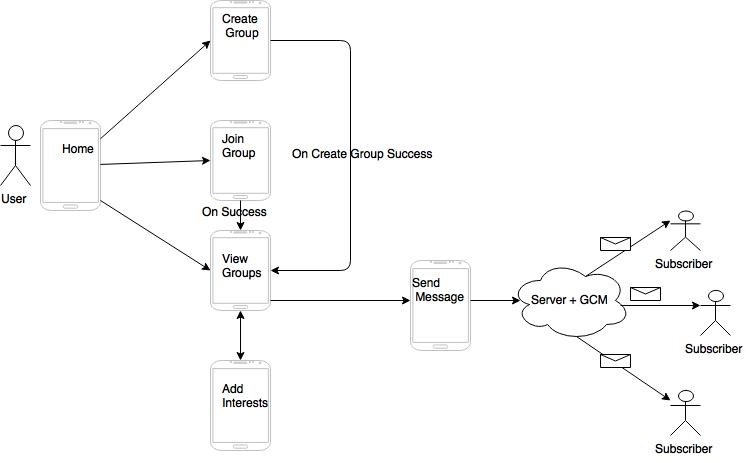 Create
Group
User
Home
Join
Group
On Create Group Success
On Success
View
Groups
Send
Message
Server + GCM
Subscriber
Subscriber
Subscriber
Add
Interests